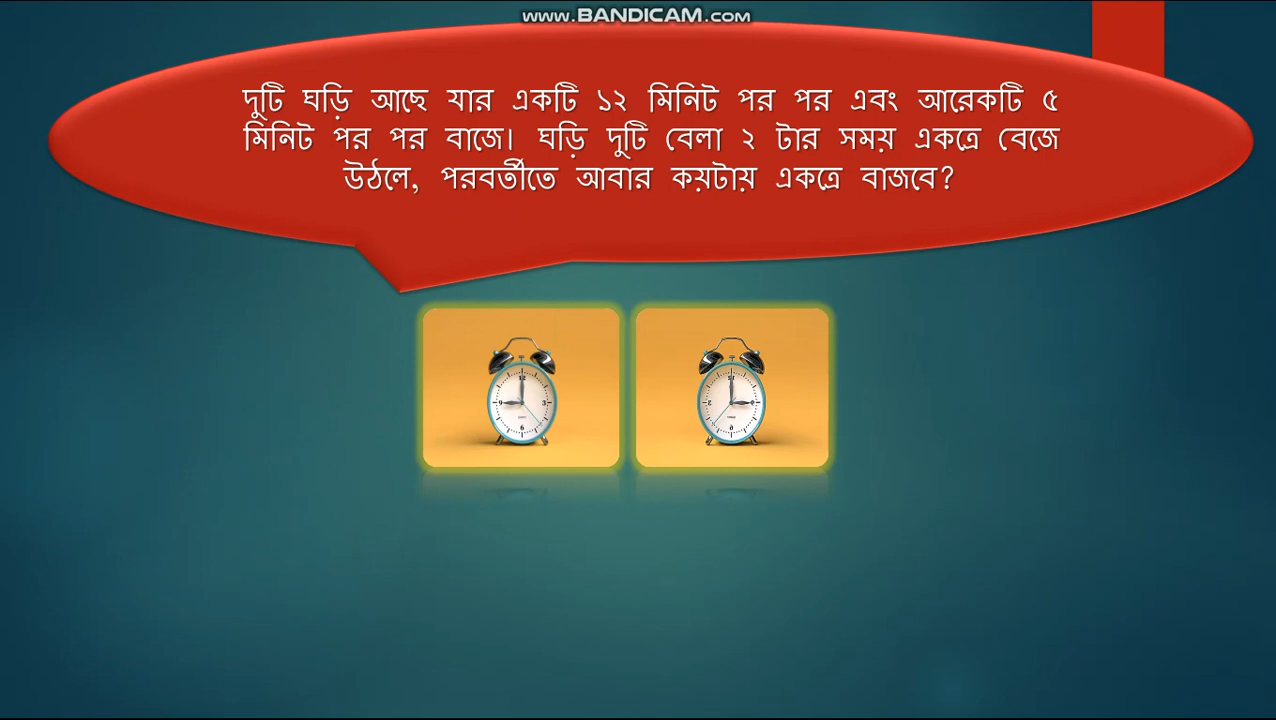 www.BANDICAM.com
দুটি ঘড়ি আছে যার একটি ১২ মিনিট পর পর এবং আরেকটি ৫
মিনিট পর পর বাজে। ঘড়ি দুটি বেলা ২ টার সময় একত্রে বেজে
উঠলে, পরবর্তীতে আবার কয়টায় একত্রে বাজবে?